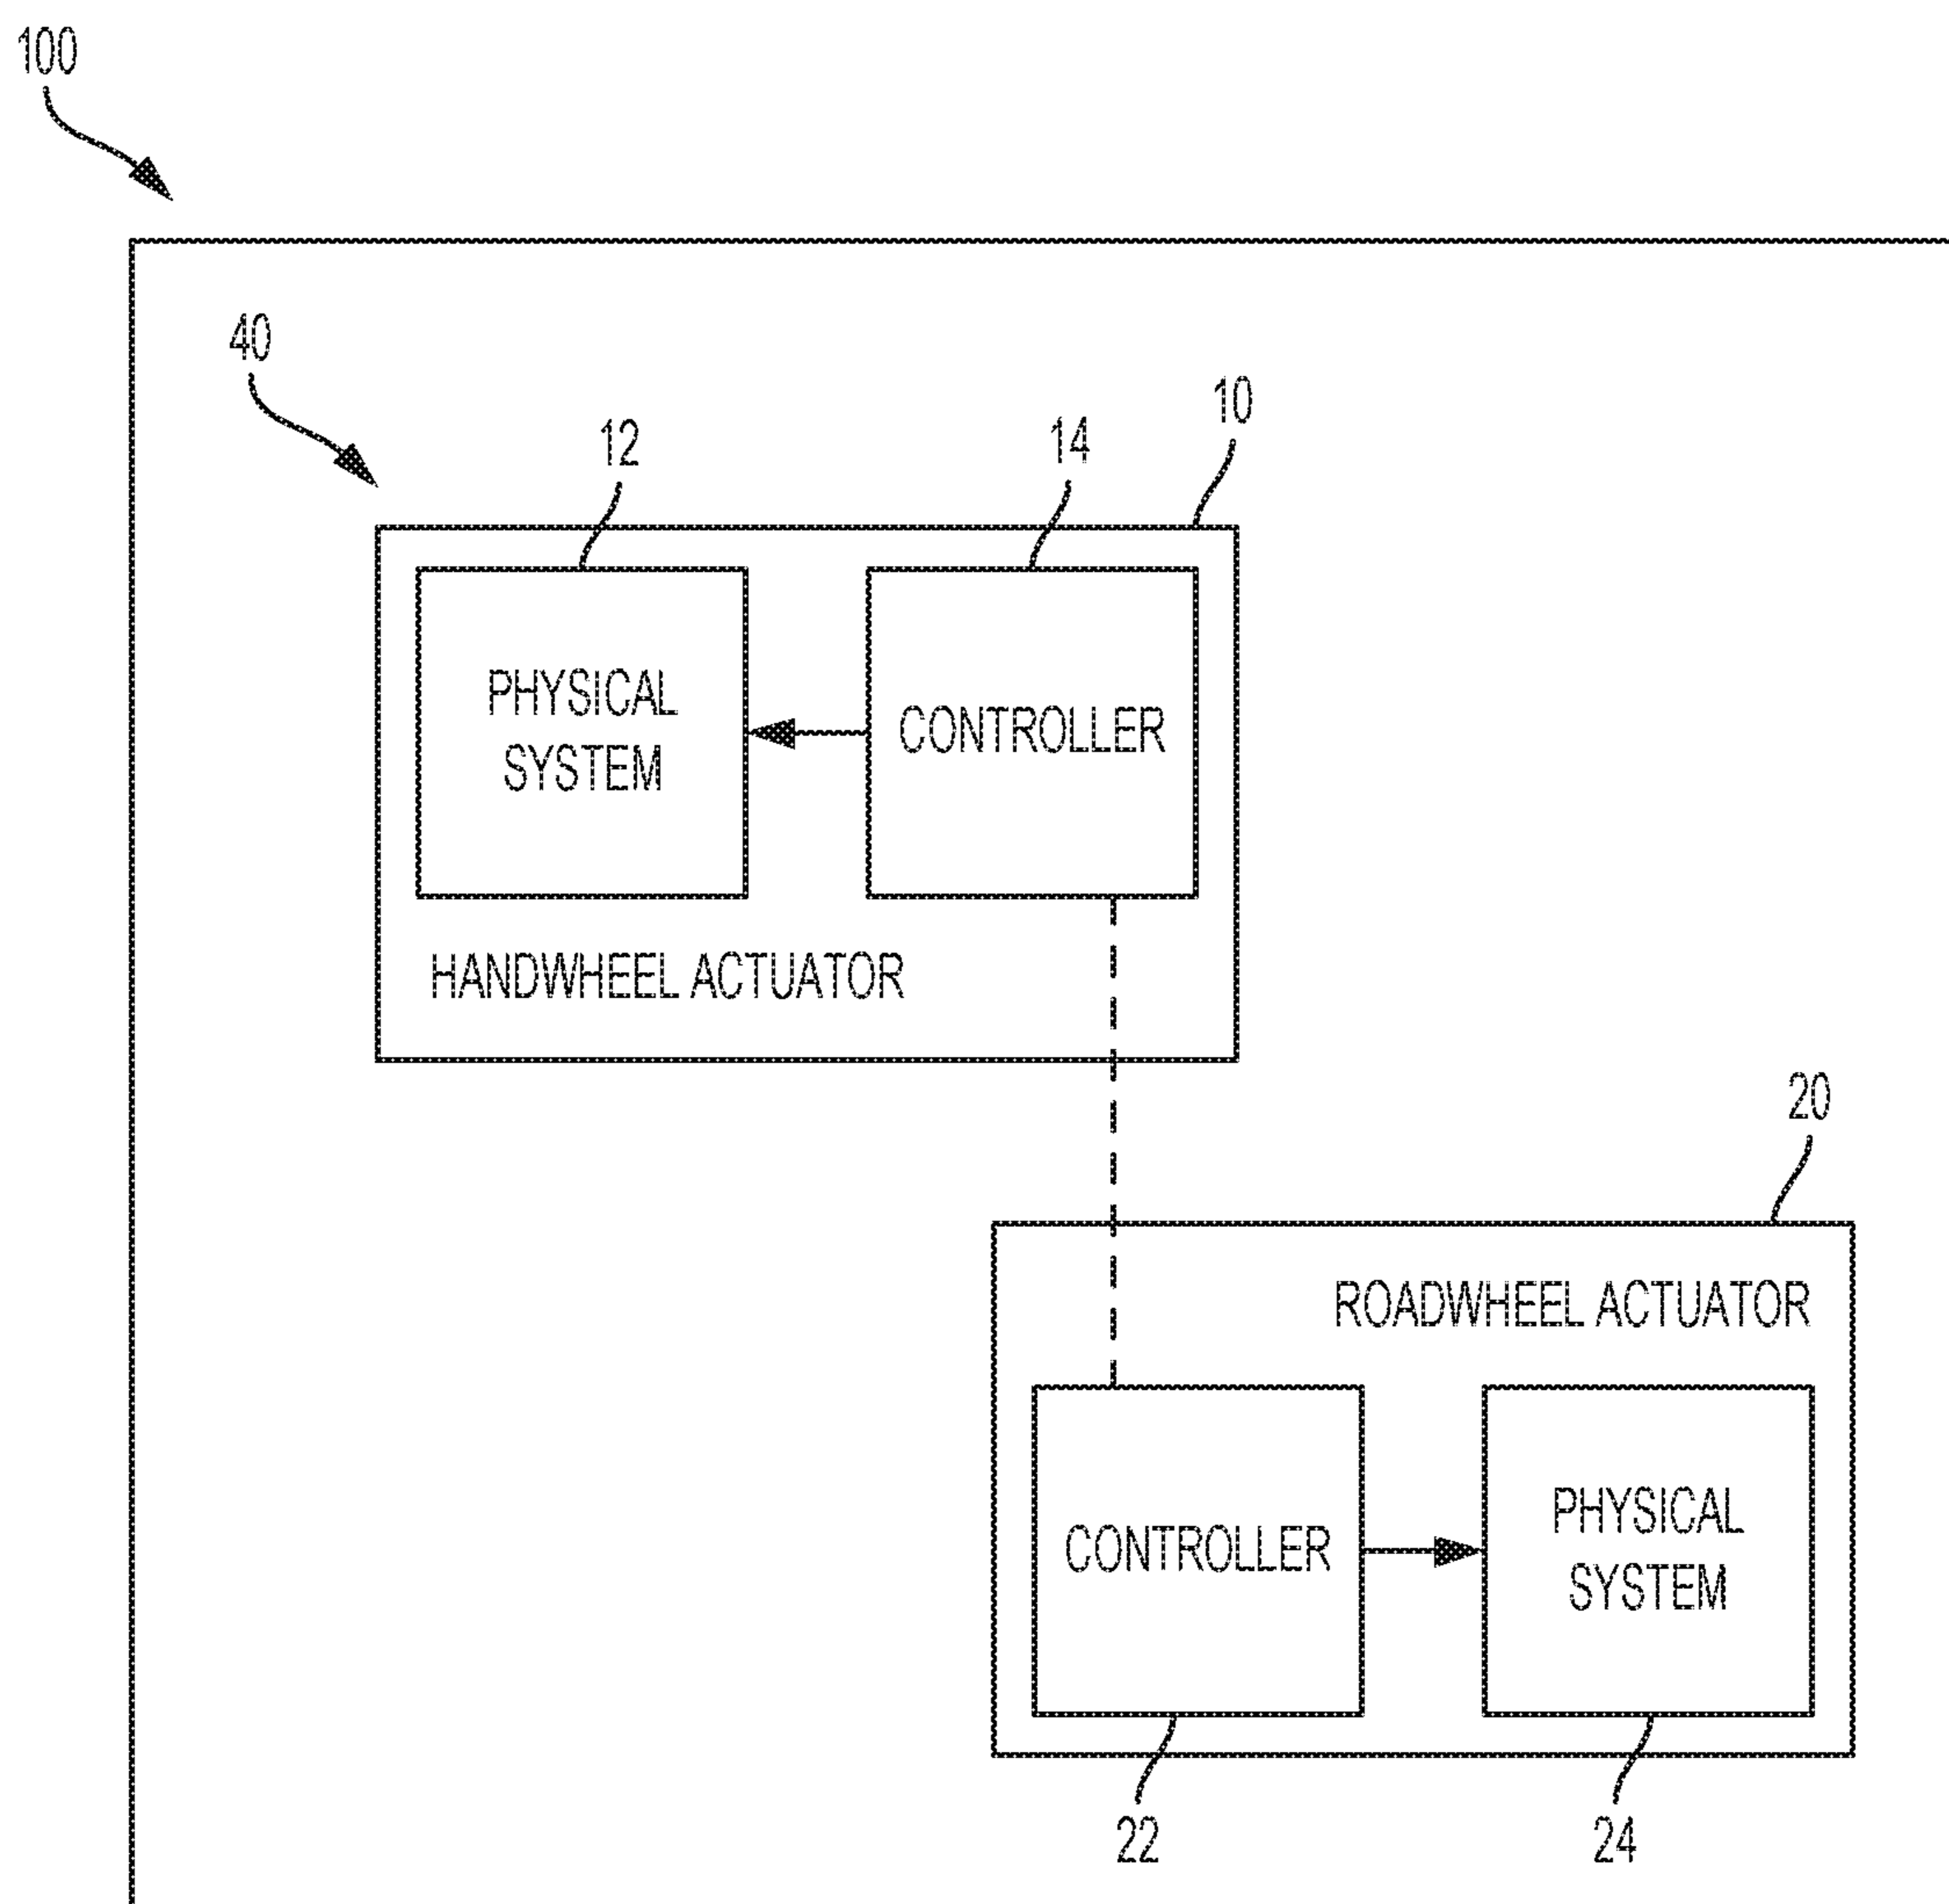 100
40
10
12
14
PHYSICAL
SYSTEM
CONTROLLER
HANDWHEEL ACTUATOR
20
ROADWHEEL ACTUATOR
CONTROLLER
PHYSICAL
SYSTEM
22
24